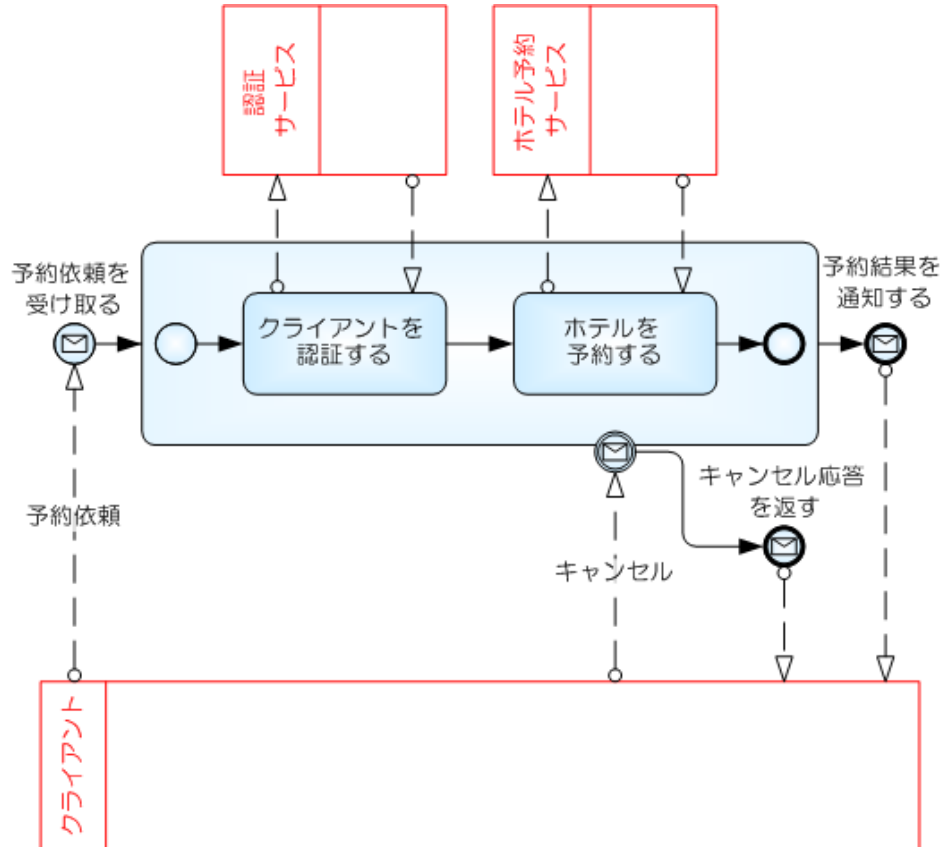 認証
サービス
ホテル予約
サービス
予約依頼を
受け取る
クライアントを
認証する
ホテルを
予約する
予約結果を
通知する
キャンセル応答
を返す
予約依頼
キャンセル
クライアント